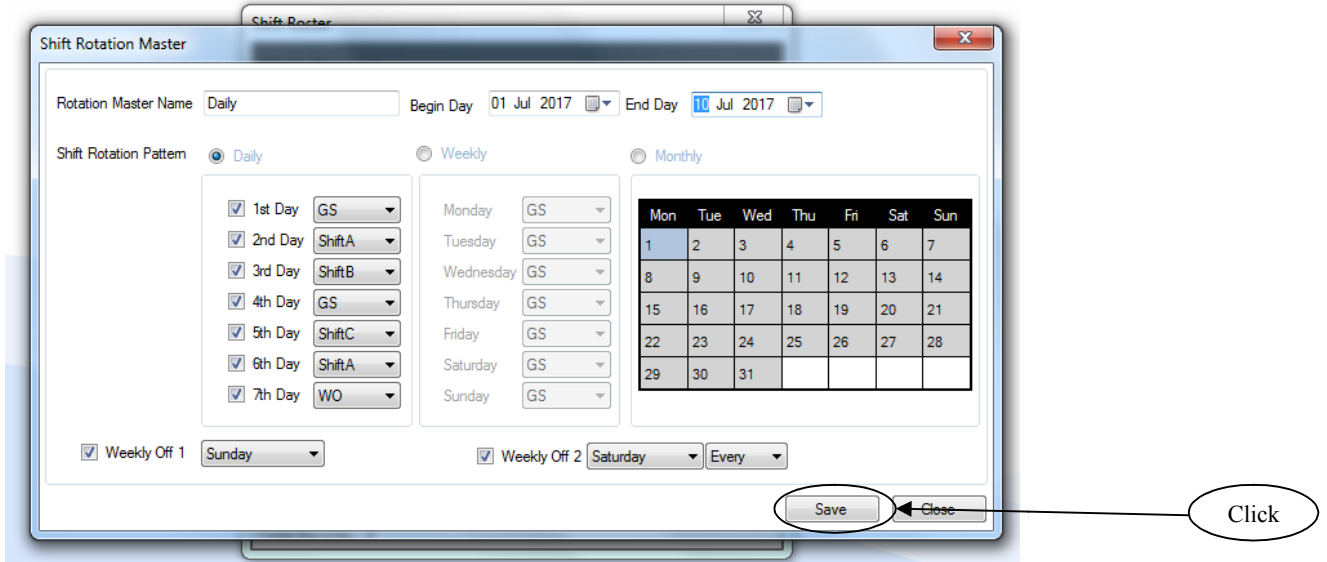 Shift Roster
Shift Rotation Master
Rotation Master Name Daily Begin Day 01 Jul 2017 End Day 10 Jul 2017
Shift Rotation Pattern Daily Weekly Monthly
1st Day GS
2nd Day ShiftA
3rd Day ShiftB
4th Day GS
5th Day ShiftC
6th Day ShiftA
7th Day WO
Monday GS
Tuesday GS
Wednesday GS
Thursday GS
Friday GS
Saturday GS
Sunday GS
Mon Tue Wed Thu Fri Sat Sun
1 2 3 4 5 6 7
8 9 10 11 12 13 14
15 16 17 18 19 20 21
22 23 24 25 26 27 28
29 30 31
Weekly Off 1 Sunday Weekly Off 2 Saturday Every
Save Close Click